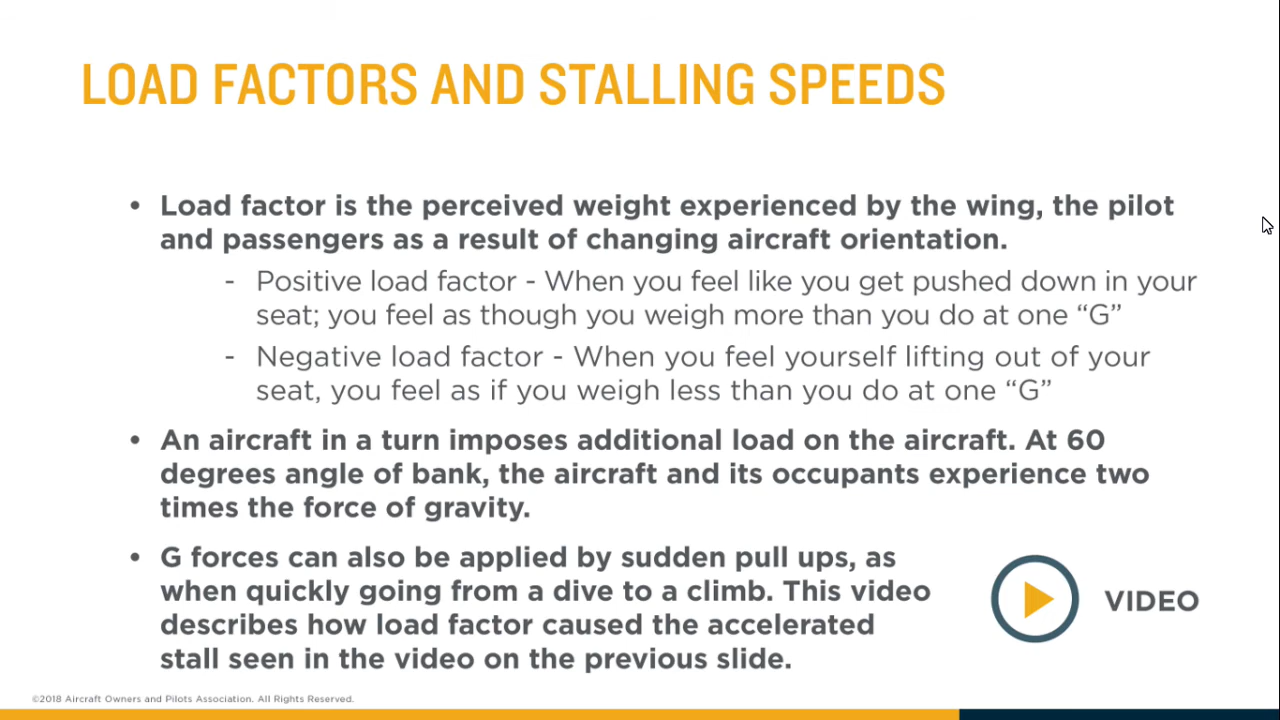 LOAD FACTORS AND STALLING SPEEDS
• Load factor is the perceived weight experienced by the wing, the pilot
and passengers as a result of changing aircraft orientation.
- Positive load factor - When you feel like you get pushed down in your
seat; you feel as though you weigh more than you do at one “G”
- Negative load factor - When you feel yourself lifting out of your
seat, you feel as if you weigh less than you do at one “G”
• An aircraft in a turn imposes additional load on the aircraft. At 60
degrees angle of bank, the aircraft and its occupants experience two
times the force of gravity.
• G forces can also be applied by sudden pull ups, as
when quickly going from a dive to a climb. This video
describes how load factor caused the accelerated
stall seen in the video on the previous slide.
VIDEO
©2018 Aircraft Owners and Pilots Association. All Rights Reserved.